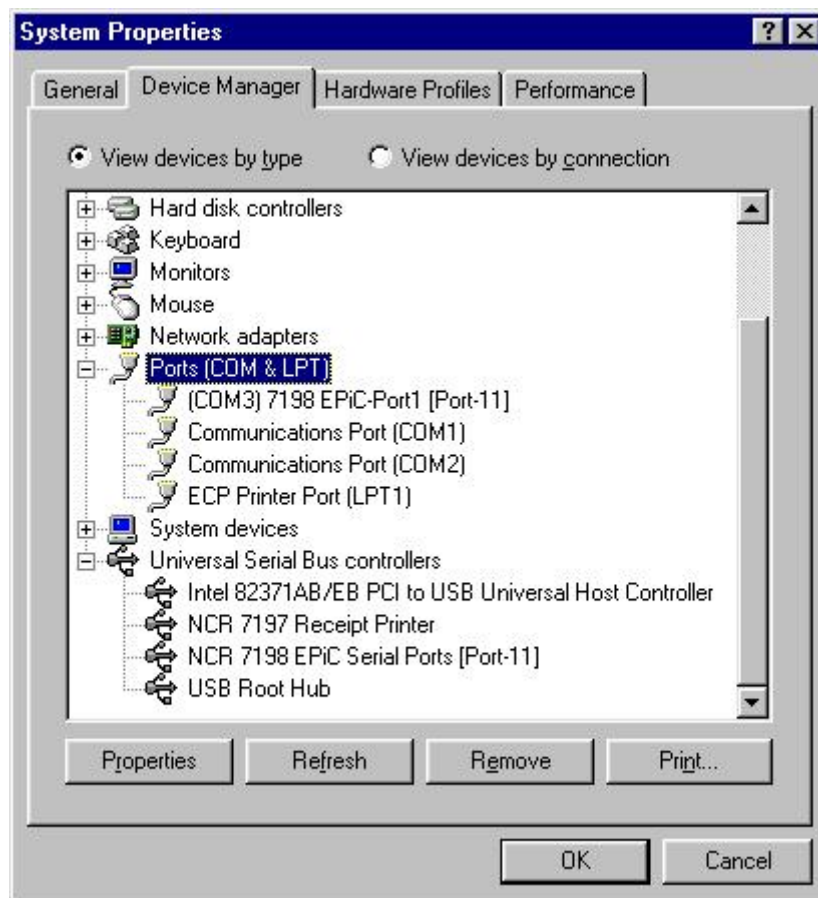 System Properties
General Device Manager Hardware Profiles Performance
View devices by type View devices by connection
Hard disk controllers
Keyboard
Monitors
Mouse
Network adapters
Ports (COM & LPT)
(COM3) 7198 EPiC-Port1 [Port-11]
Communications Port (COM1)
Communications Port (COM2)
ECP Printer Port (LPT1)
System devices
Universal Serial Bus controllers
Intel 82371AB/EB PCI to USB Universal Host Controller
NCR 7197 Receipt Printer
NCR 7198 EPiC Serial Ports [Port-11]
USB Root Hub
Properties Refresh Remove Print...
OK Cancel